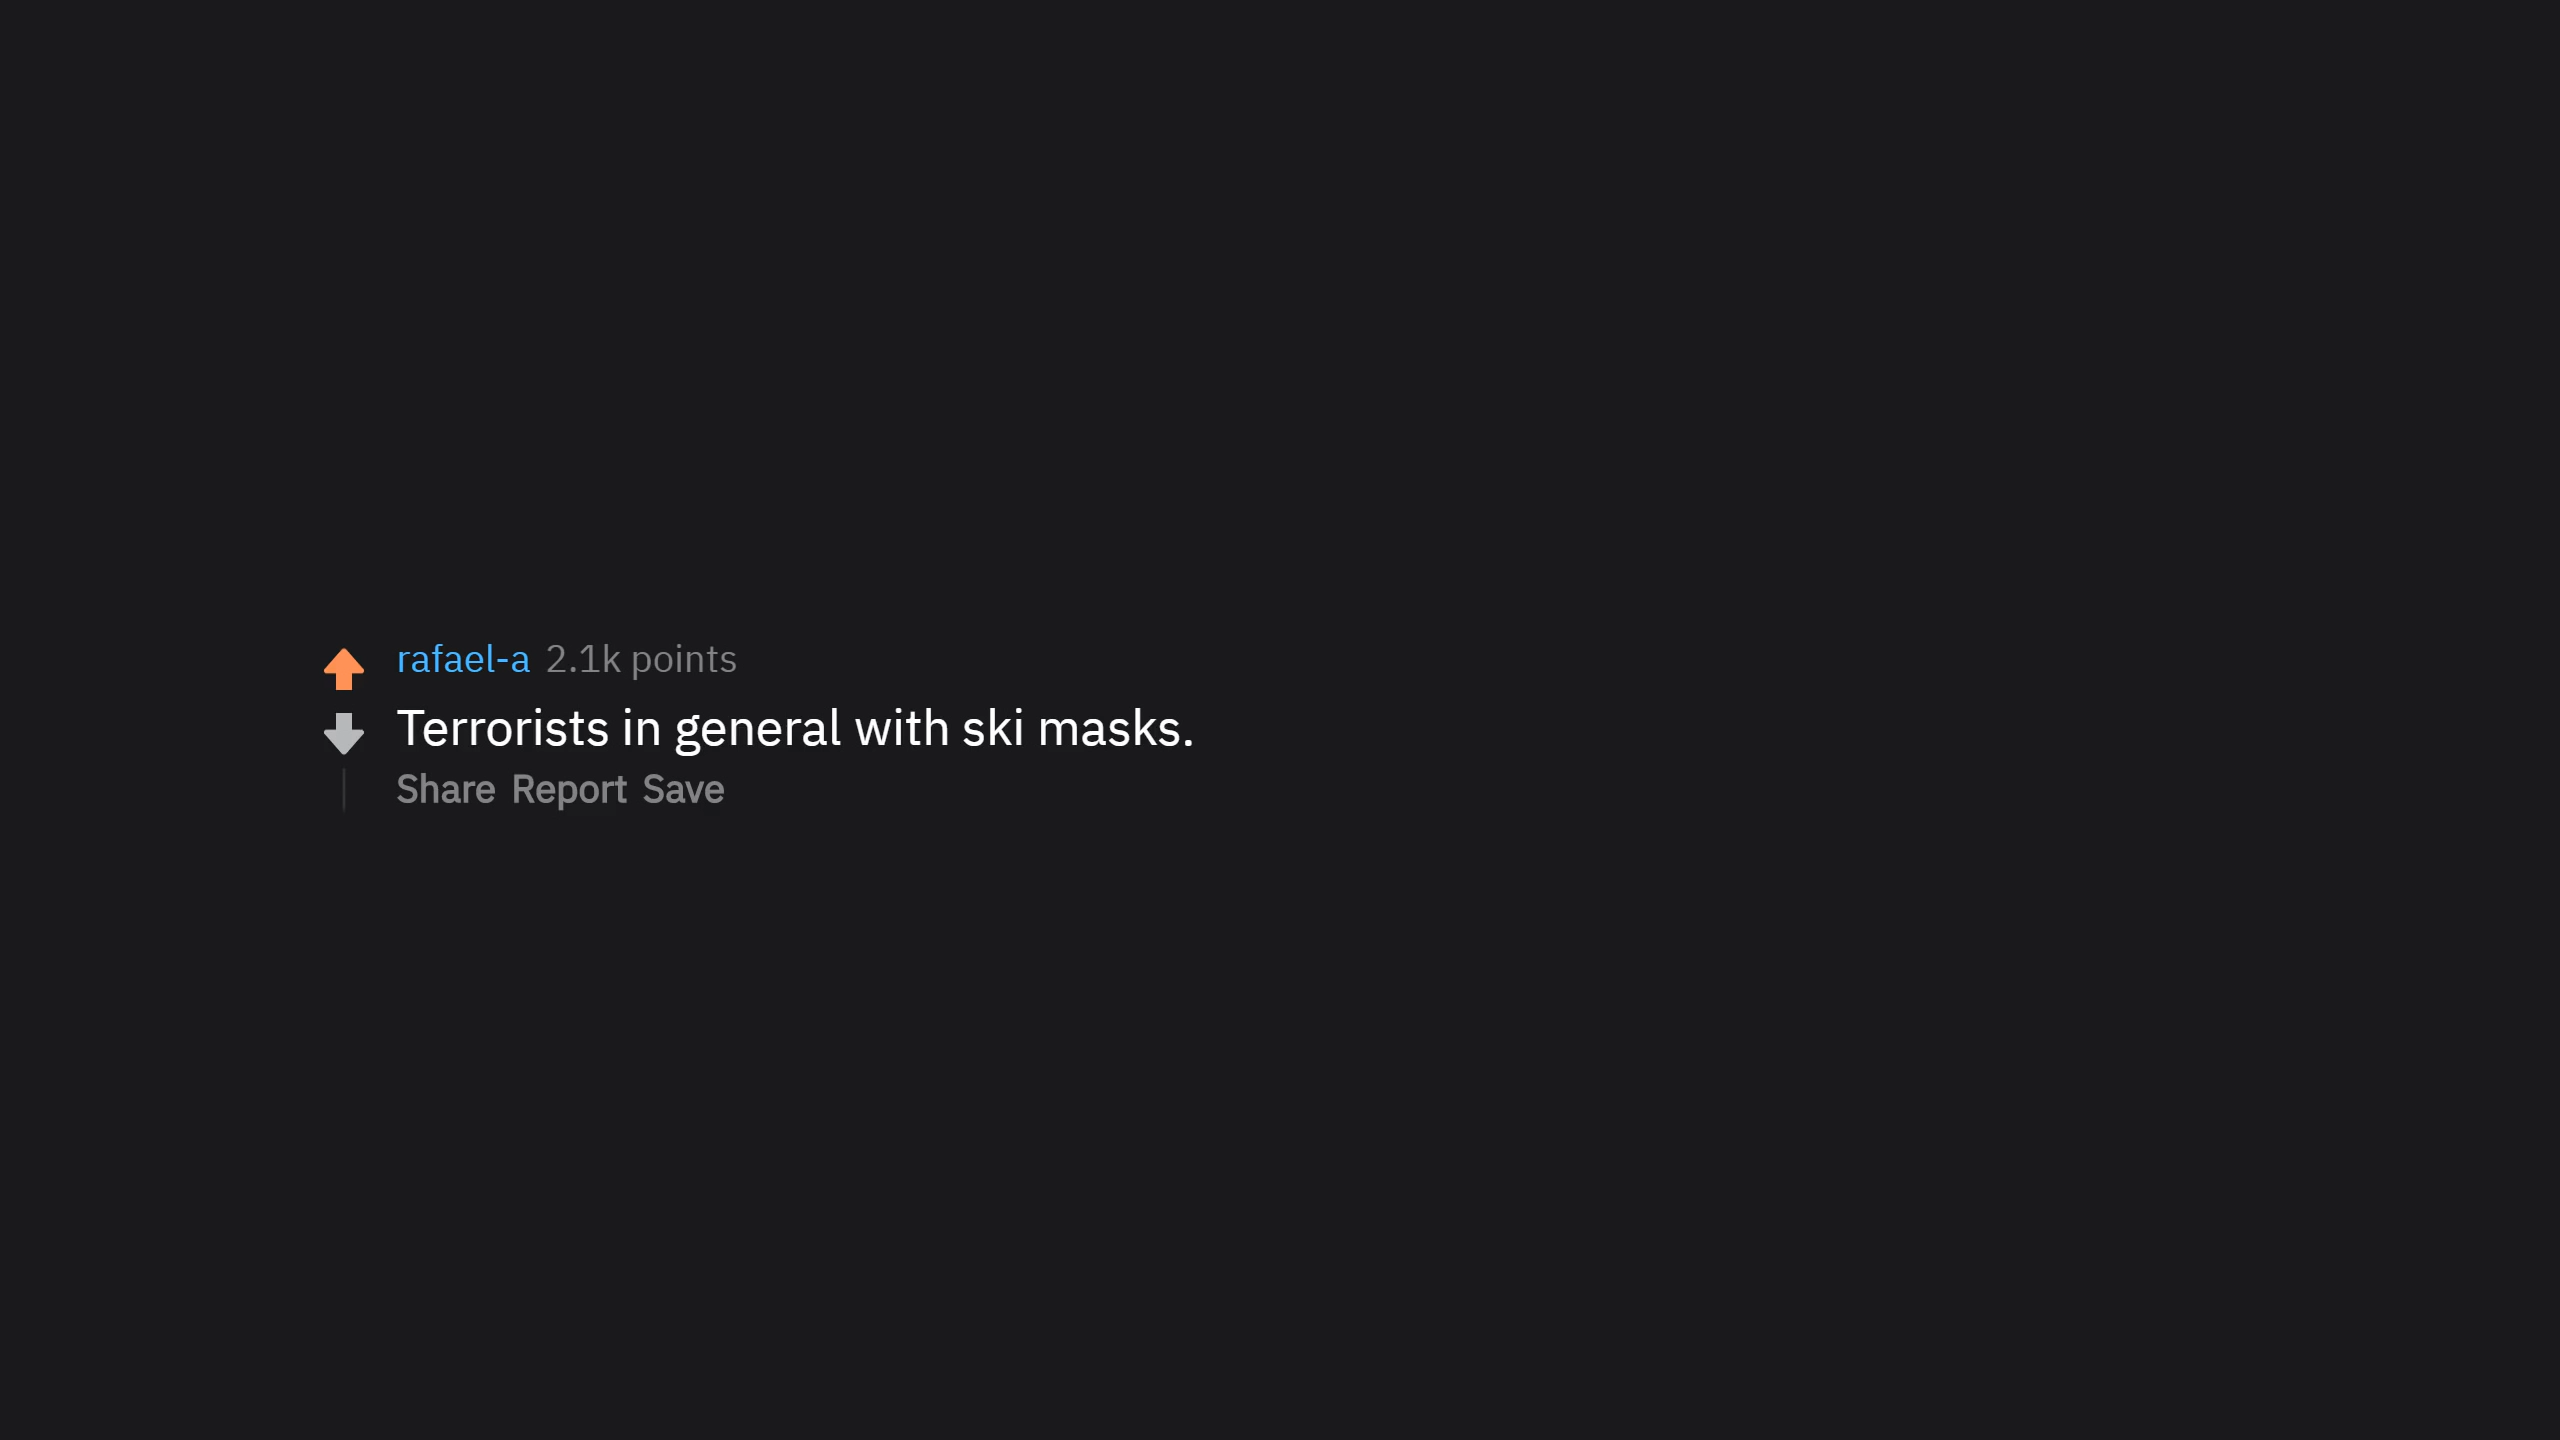 rafael-a 2.1k points
Terrorists in general with ski masks.
Share Report Save